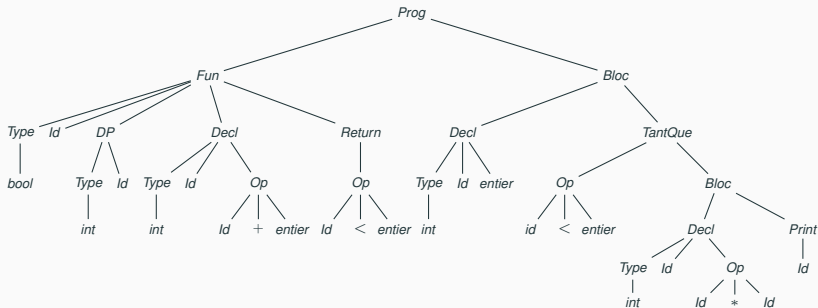 Prog
Fun Bloc
Type Id DP Decl Return Decl TantQue
bool Type Id Type Id Op Op Type Id entier Op Bloc
int int Id + entier Id < entier int id < entier Decl Print
Type Id Op Id
int Id * Id